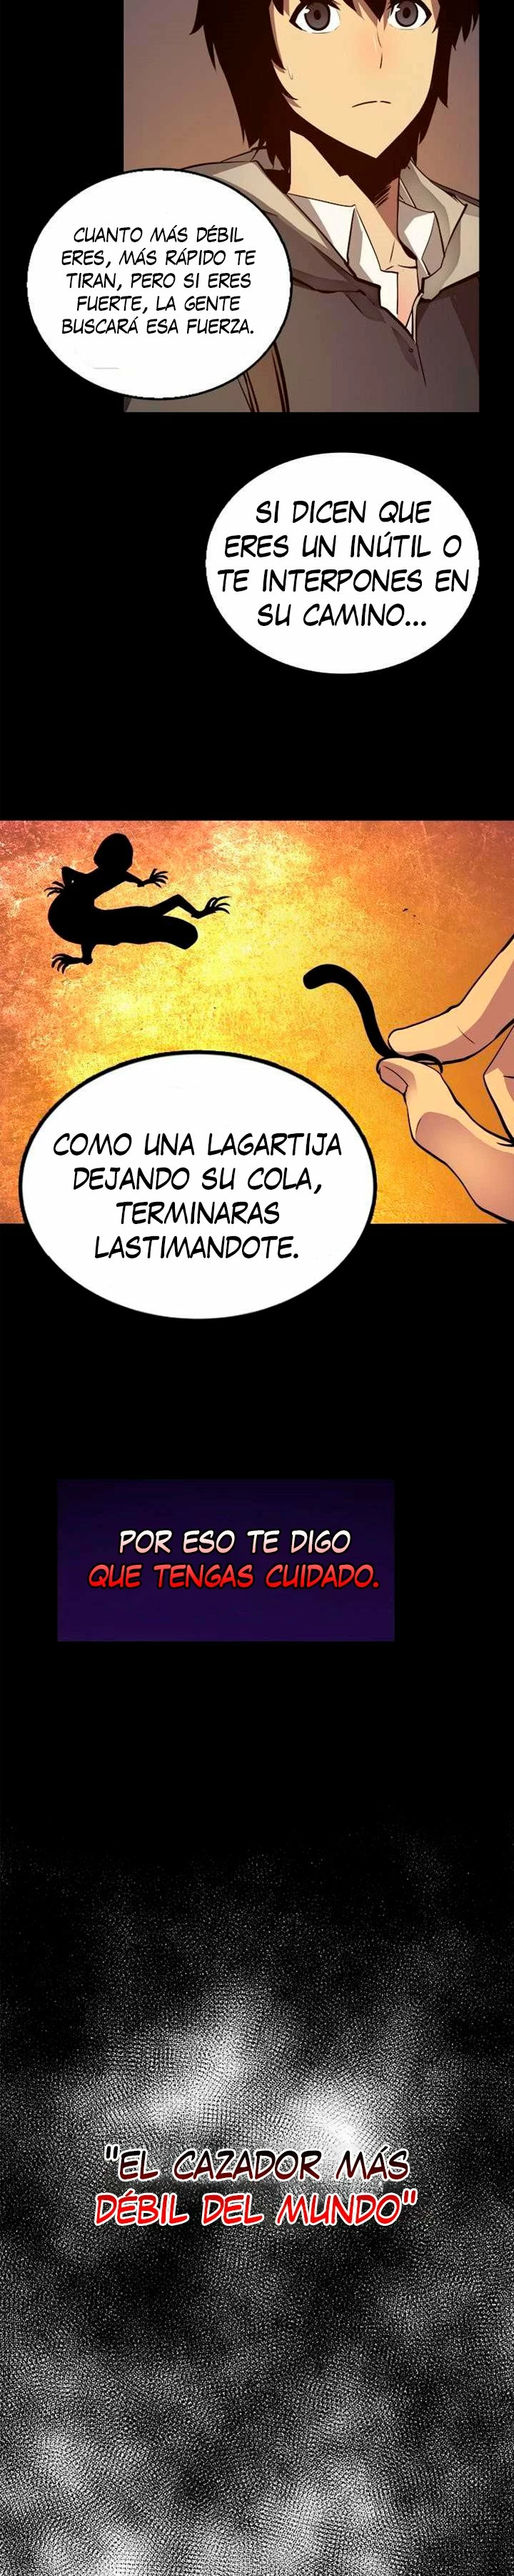 CUANTO MÁS DÉBIL
ERES, MÁS RÁPIDO TE
TIRAN, PERO SI ERES
FUERTE, LA GENTE
BUSCARÁ ESA FUERZA.
SI DICEN QUE
ERES UN INÚTIL O
TE INTERPONES EN
SU CAMINO...
COMO UNA LAGARTIJA
DEJANDO SU COLA,
TERMINARAS
LASTIMANDOTE.
POR ESO TE DIGO
QUE TENGAS CUIDADO.
"EL CAZADOR MÁS
DÉBIL DEL MUNDO"